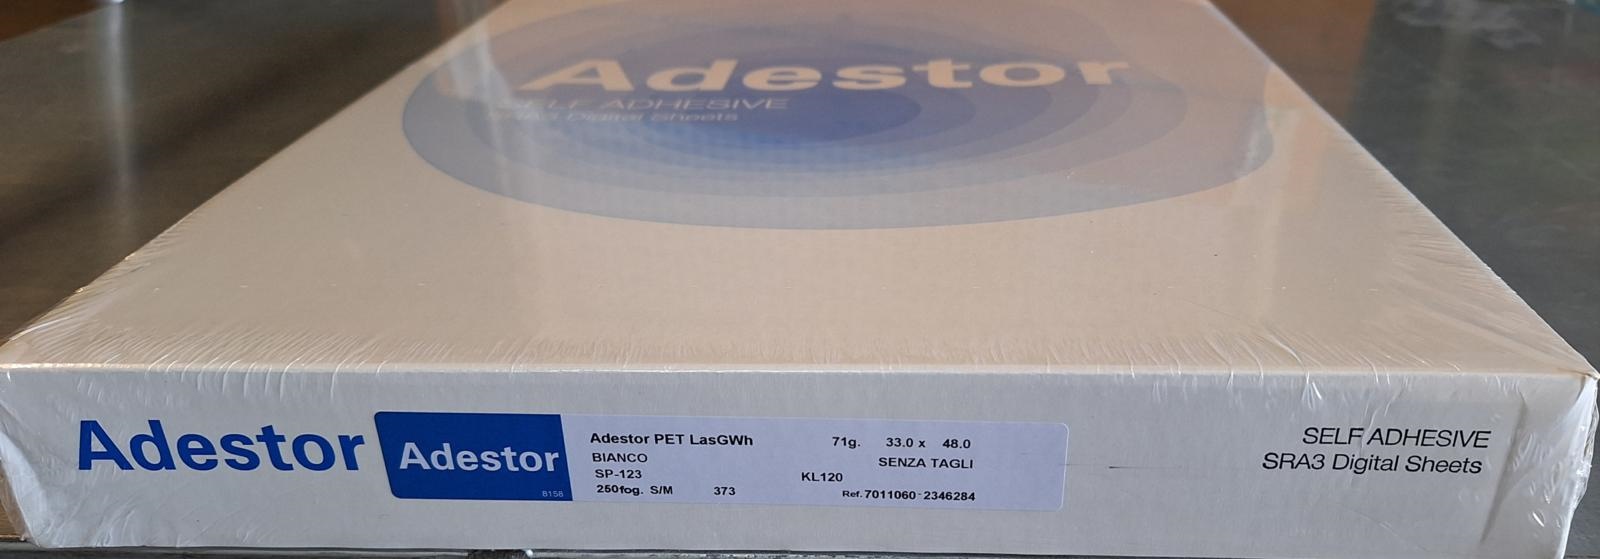 Adestor
SELF ADHESIVE
SRA3 Digital Sheets
Adestor
Adestor
8158
Adestor PET LasGWh 71g. 33.0 x 48.0
BIANCO SENZA TAGLI
SP-123 KL120
250fog. S/M 373 Ref. 7011060-2346284
SELF ADHESIVE
SRA3 Digital Sheets